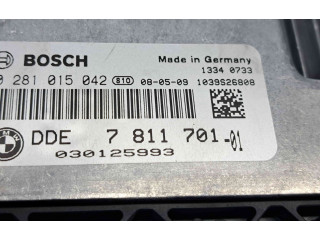 BOSCH
Made in Germany
1334 0733
0 281 015 042 810 08-05-09 1039S26808
DDE 7 811 701-01
030125993